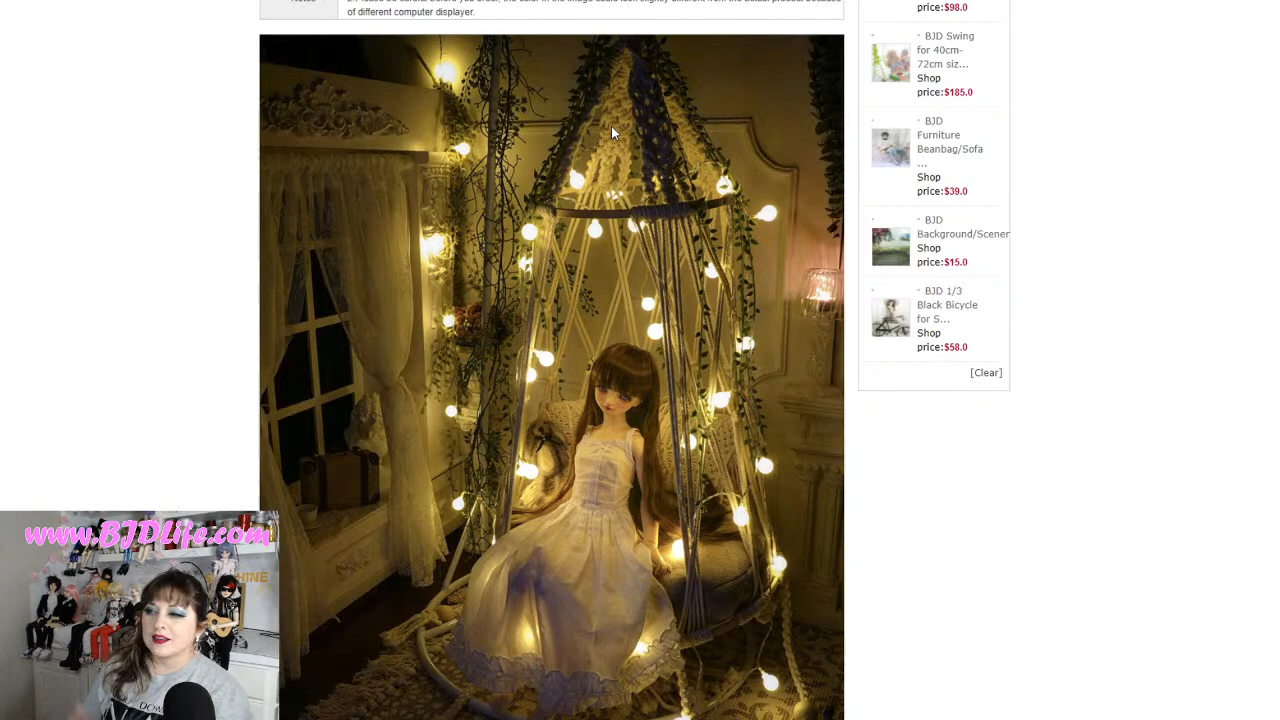 of different computer displayer.
price:$98.0
BJD Swing
for 40cm-
72cm siz...
Shop
price:$185.0
BJD
Furniture
Beanbag/Sofa
...
Shop
price:$39.0
BJD
Background/Scener
Shop
price:$15.0
BJD 1/3
Black Bicycle
for S...
Shop
price:$58.0
[Clear]
www.BJDLife.com